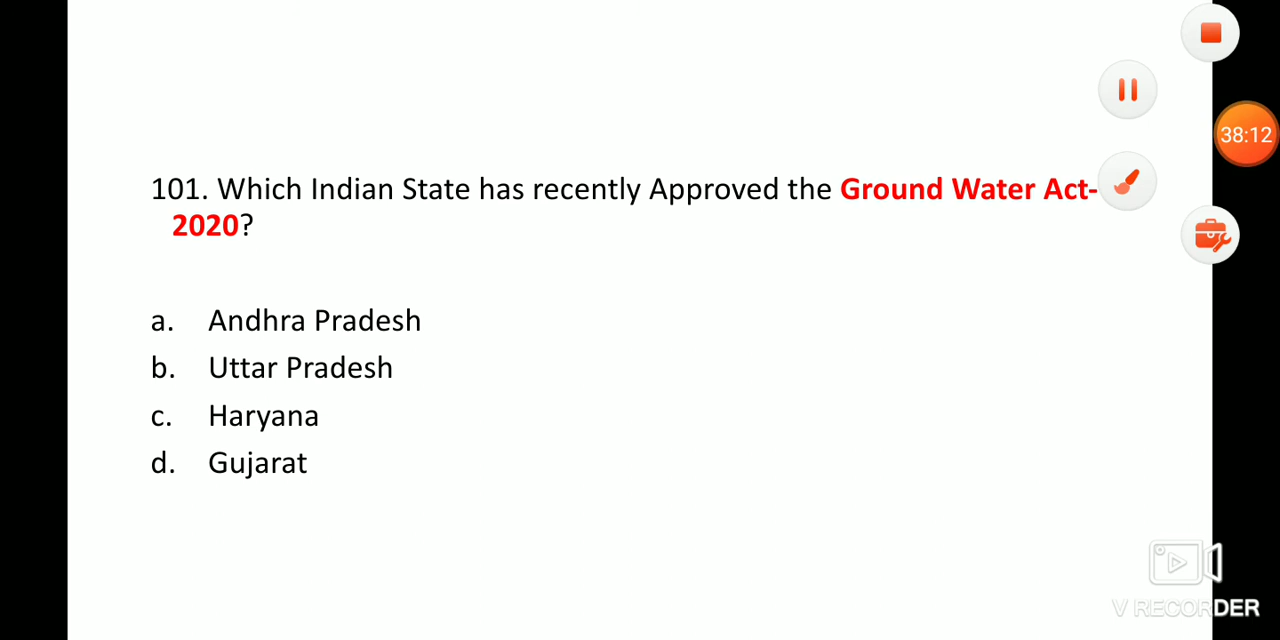 38:12
101. Which Indian State has recently Approved the Ground Water Act-
2020?
a. Andhra Pradesh
b. Uttar Pradesh
c. Haryana
d. Gujarat
V RECORDER